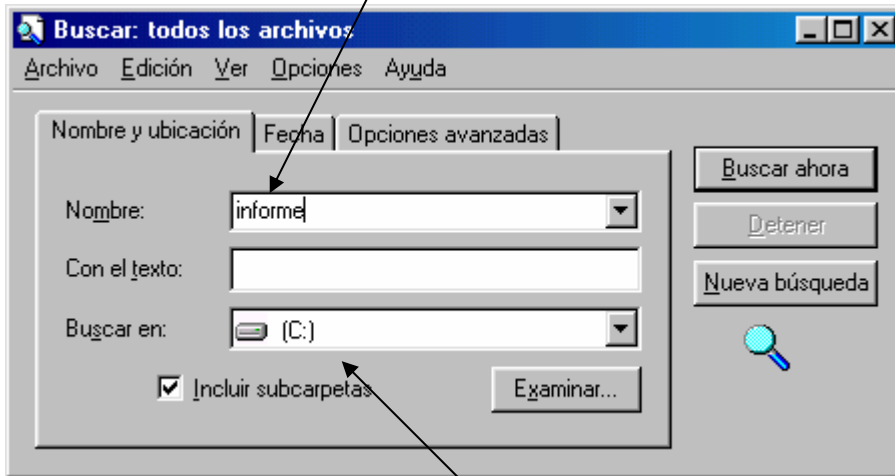 Buscar: todos los archivos
Archivo Edición Ver Opciones Ayuda
Nombre y ubicación Fecha Opciones avanzadas
Buscar ahora
Nombre: informe
Detener
Con el texto:
Nueva búsqueda
Buscar en: (C:)
Incluir subcarpetas Examinar...